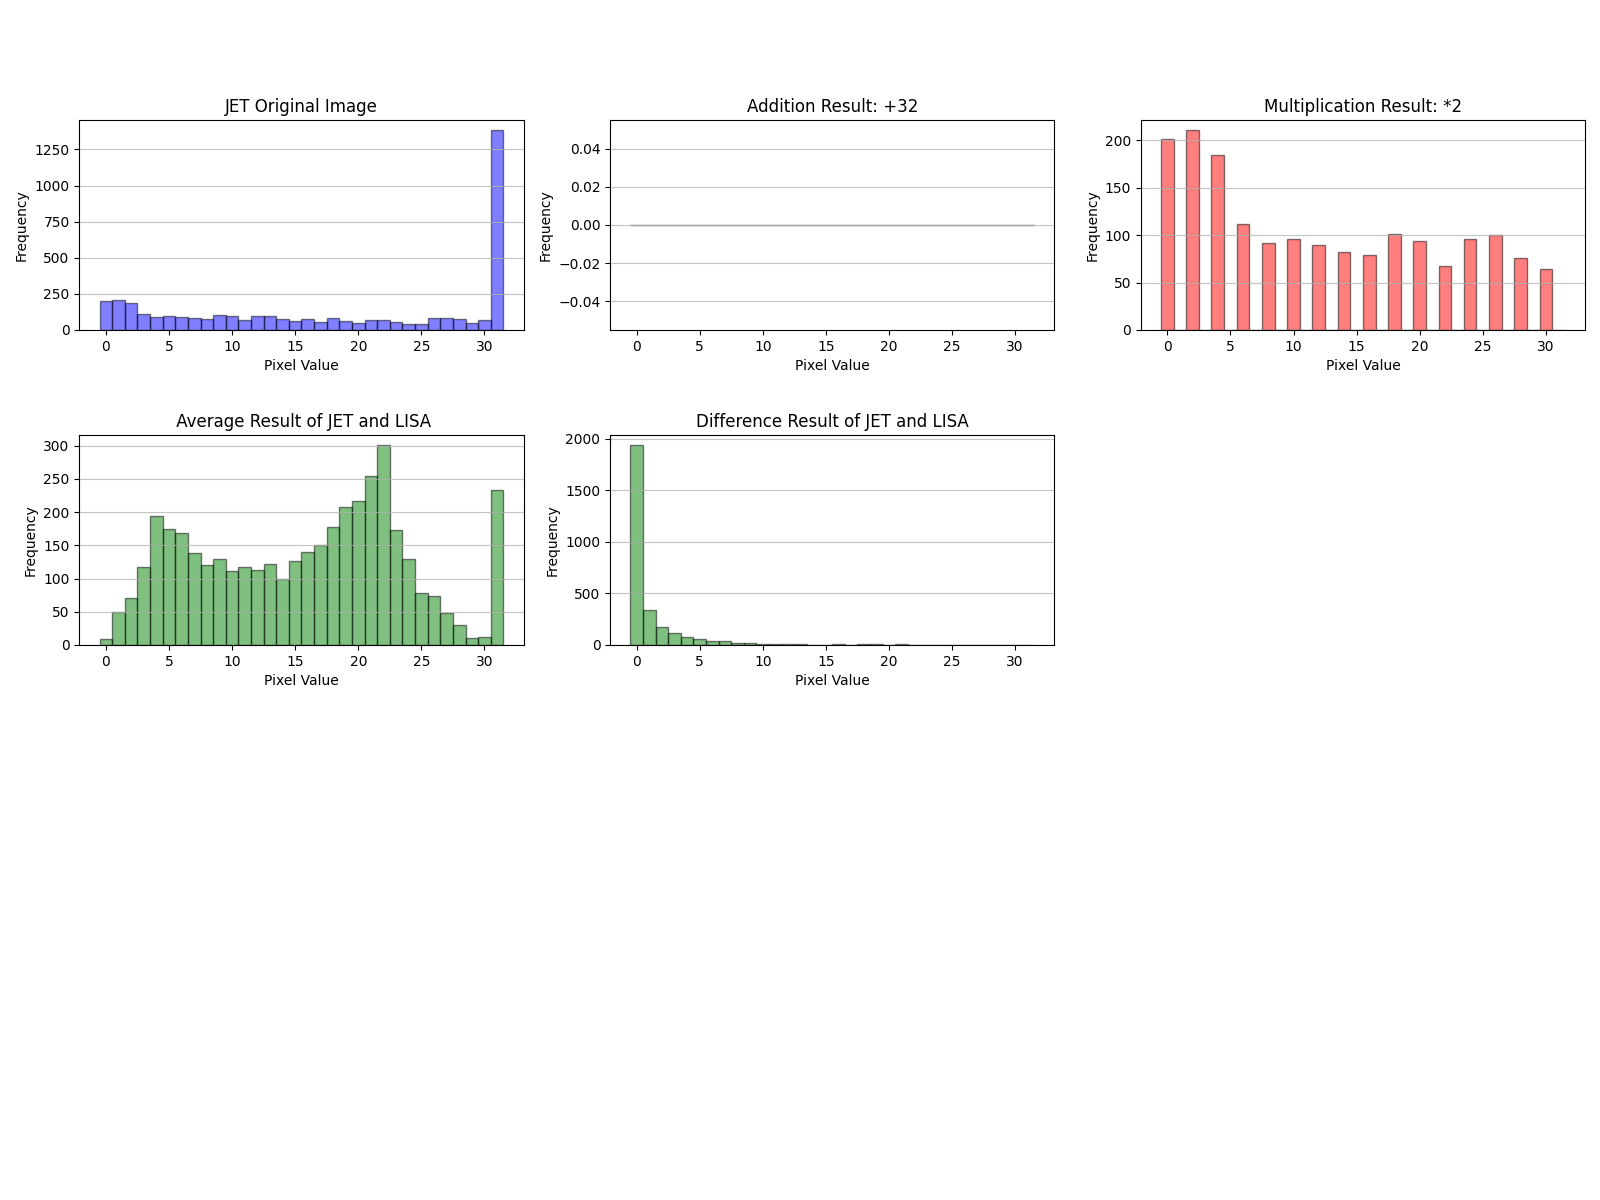 JET Original Image
Addition Result: +32
Multiplication Result: *2
Frequency
1250
1000
750
500
250
0
0 5 10 15 20 25 30
Pixel Value
Frequency
0.04
0.02
0.00
−0.02
−0.04
0 5 10 15 20 25 30
Pixel Value
Frequency
200
150
100
50
0
0 5 10 15 20 25 30
Pixel Value
Average Result of JET and LISA
Difference Result of JET and LISA
Frequency
300
250
200
150
100
50
0
0 5 10 15 20 25 30
Pixel Value
Frequency
2000
1500
1000
500
0
0 5 10 15 20 25 30
Pixel Value